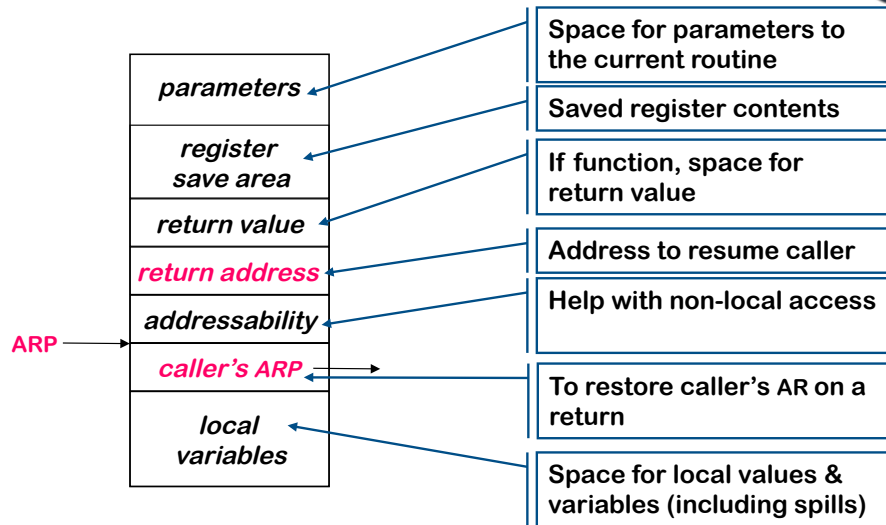 parameters
register
save area
return value
return address
addressability
ARP
caller's ARP
local
variables
Space for parameters to
the current routine
Saved register contents
If function, space for
return value
Address to resume caller
Help with non-local access
To restore caller's AR on a
return
Space for local values &
variables (including spills)